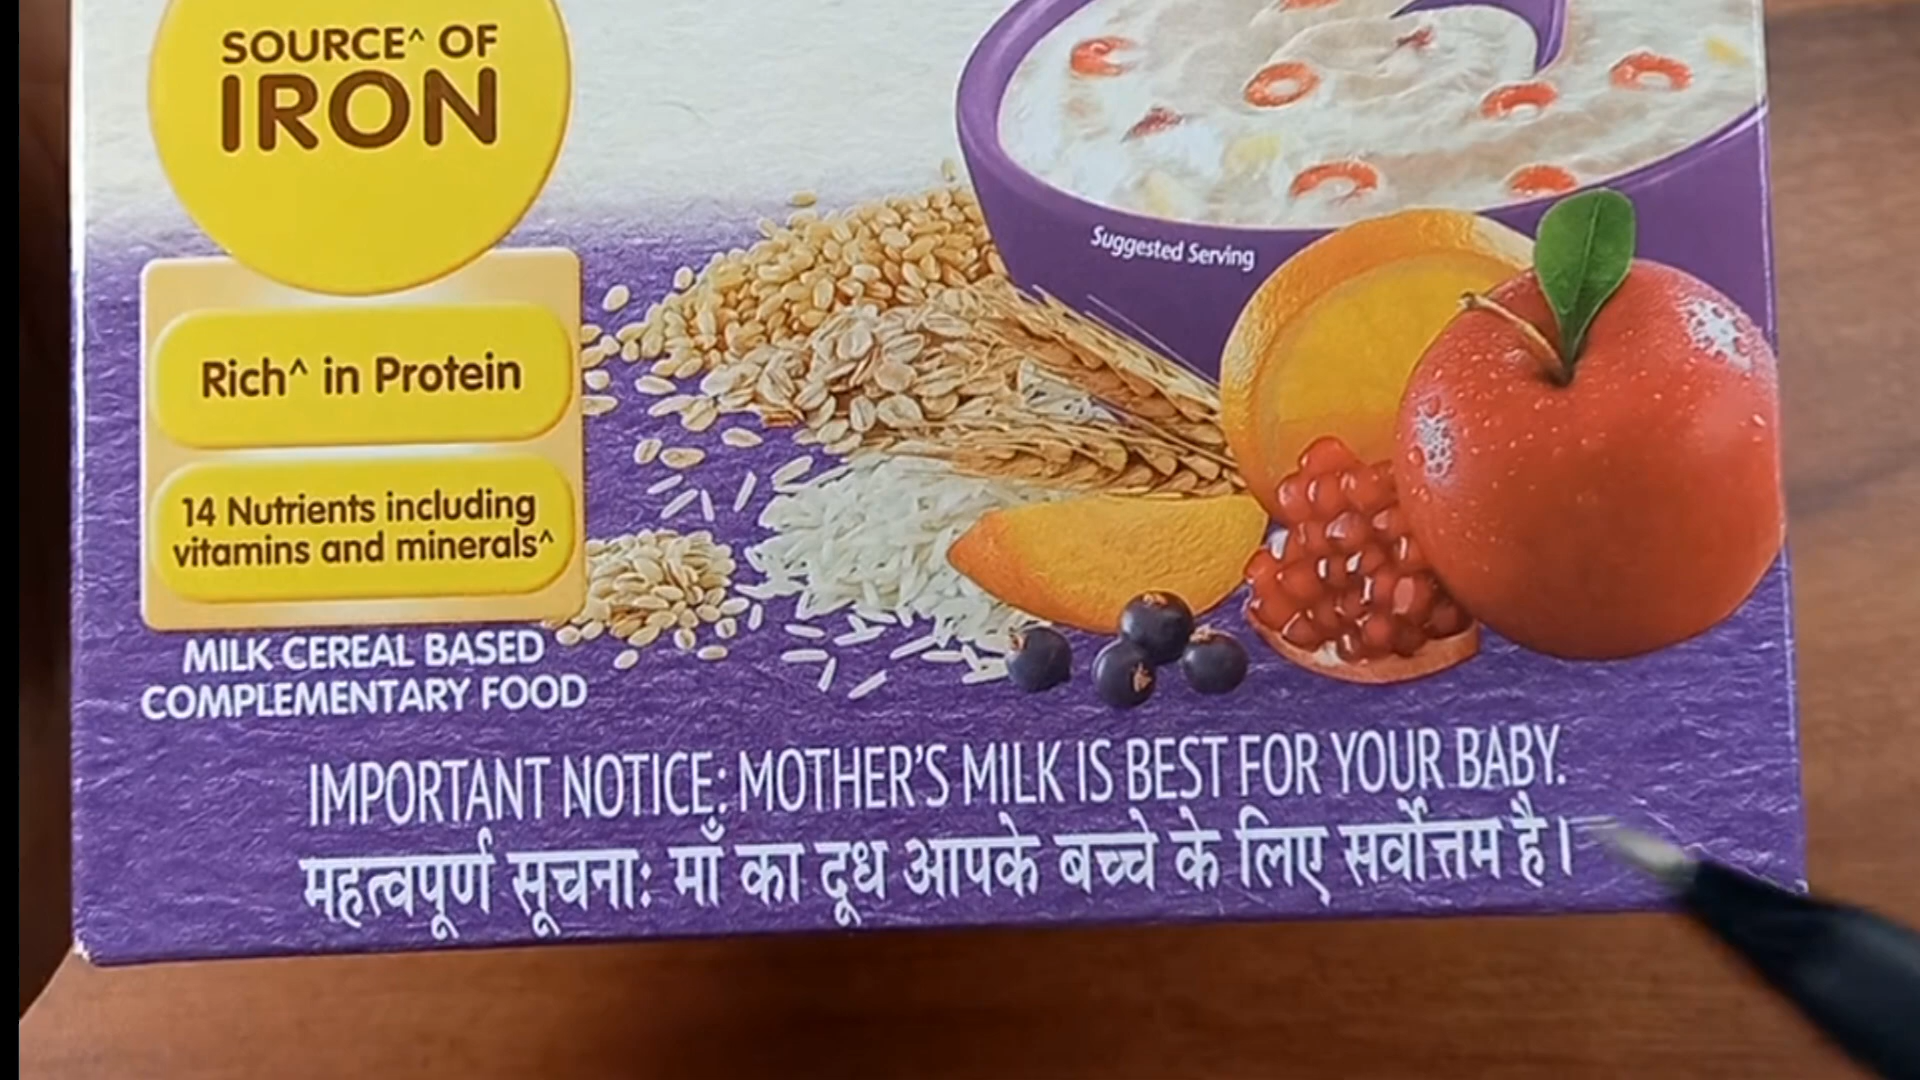 SOURCE^ OF
IRON
Rich^ in Protein
14 Nutrients including
vitamins and minerals^
MILK CEREAL BASED
COMPLEMENTARY FOOD
Suggested Serving
IMPORTANT NOTICE: MOTHER'S MILK IS BEST FOR YOUR BABY.
महत्वपूर्ण सूचना: माँ का दूध आपके बच्चे के लिए सर्वोत्तम है।